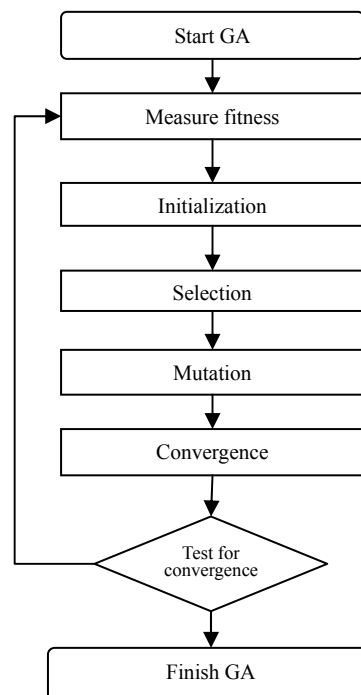 Start GA
Measure fitness
Initialization
Selection
Mutation
Convergence
Test for
convergence
Finish GA